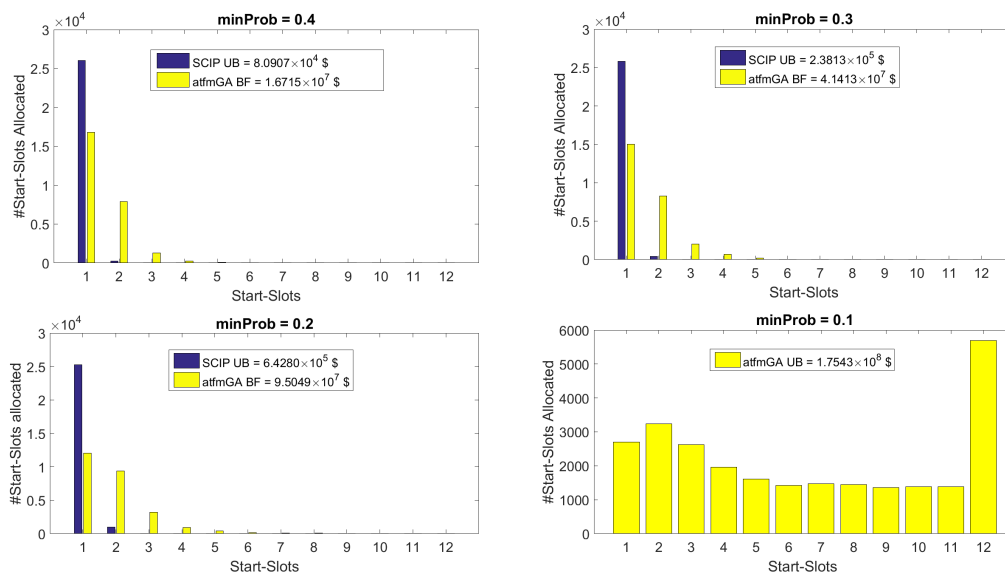 minProb = 0.4
×10^4
3
2.5
2
1.5
1
0.5
0
#Start-Slots Allocated
SCIP UB = 8.0907×10^4 $
atfmGA BF = 1.6715×10^7 $
1 2 3 4 5 6 7 8 9 10 11 12
Start-Slots
minProb = 0.3
×10^4
3
2.5
2
1.5
1
0.5
0
#Start-Slots Allocated
SCIP UB = 2.3813×10^5 $
atfmGA BF = 4.1413×10^7 $
1 2 3 4 5 6 7 8 9 10 11 12
Start-Slots
minProb = 0.2
×10^4
3
2.5
2
1.5
1
0.5
0
#Start-Slots allocated
SCIP UB = 6.4280×10^5 $
atfmGA BF = 9.5049×10^7 $
1 2 3 4 5 6 7 8 9 10 11 12
Start-Slots
minProb = 0.1
6000
5000
4000
3000
2000
1000
0
#Start-Slots Allocated
atfmGA UB = 1.7543×10^8 $
1 2 3 4 5 6 7 8 9 10 11 12
Start-Slots